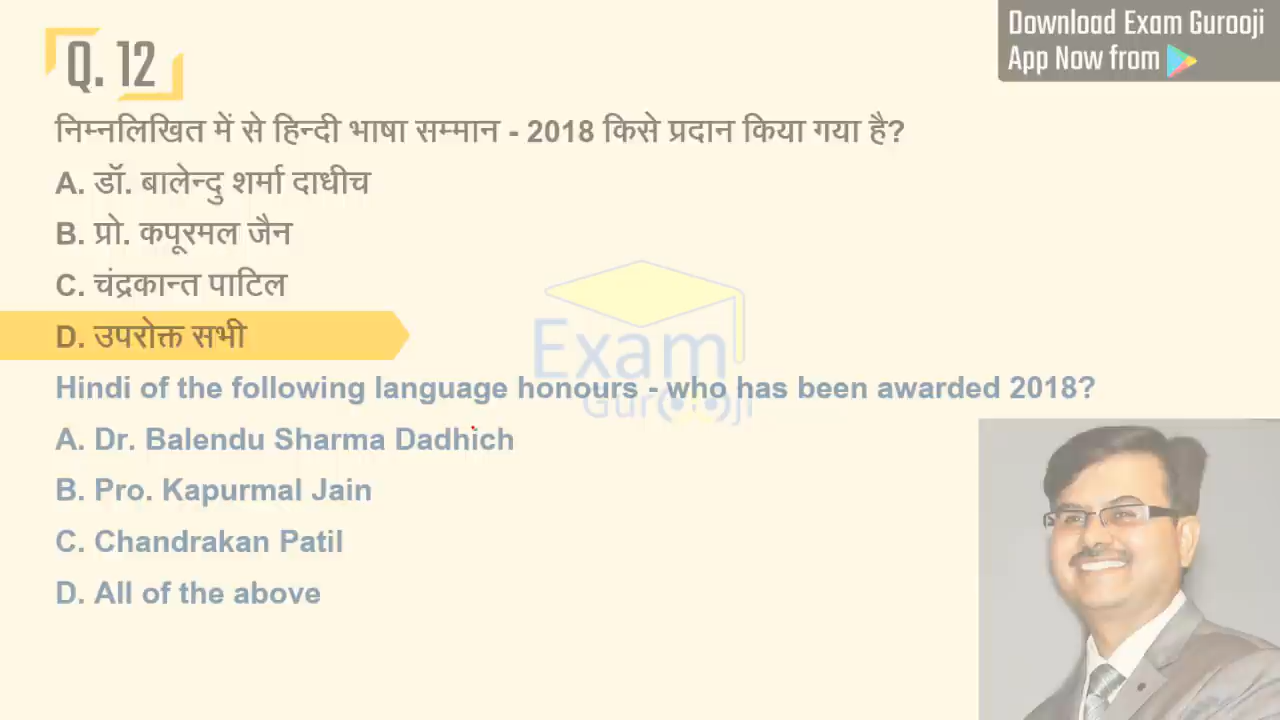 Q. 12
Download Exam Gurooji
App Now from
निम्नलिखित में से हिन्दी भाषा सम्मान - 2018 किसे प्रदान किया गया है?
A. डॉ. बालेन्दु शर्मा दाधीच
B. प्रो. कपूरमल जैन
C. चंद्रकान्त पाटिल
D. उपरोक्त सभी
Exam
Gurooji
Hindi of the following language honours - who has been awarded 2018?
A. Dr. Balendu Sharma Dadhich
B. Pro. Kapurmal Jain
C. Chandrakan Patil
D. All of the above